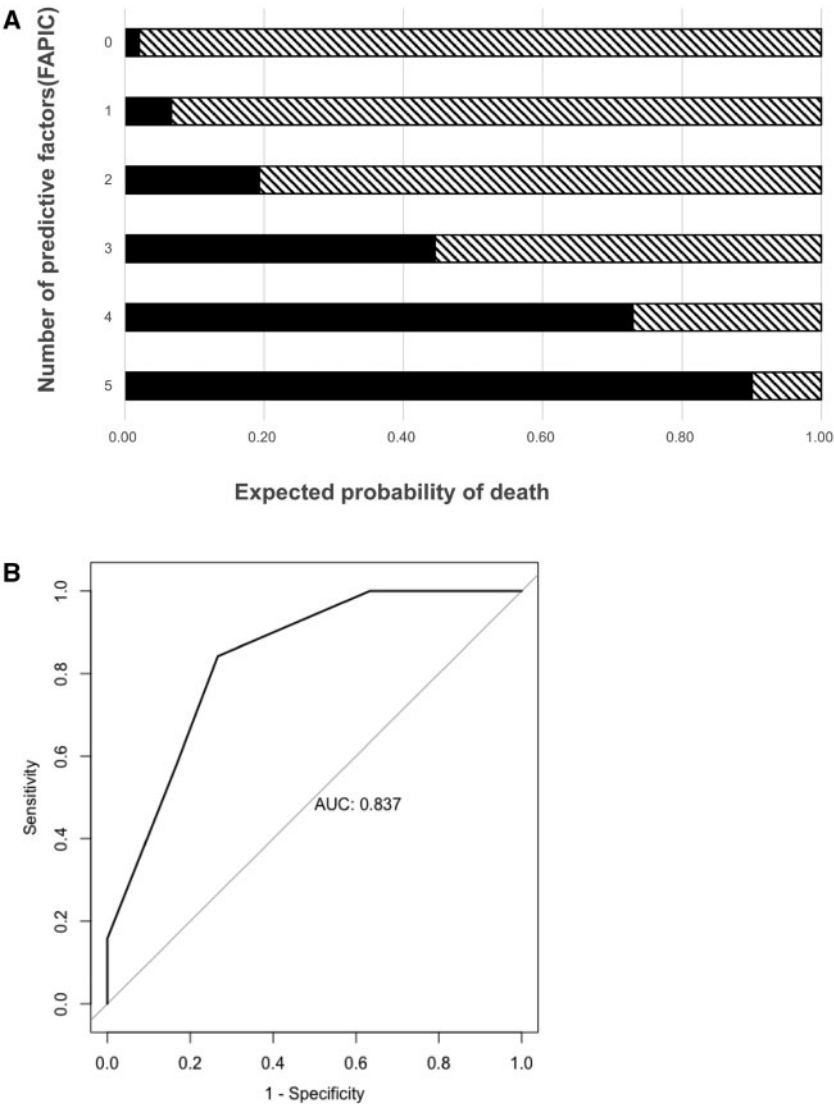 A
Number of predictive factors(FAPIC)
0
1
2
3
4
5
0.00 0.20 0.40 0.60 0.80 1.00
Expected probability of death
B
Sensitivity
1.0
0.8
0.6
0.4
0.2
0.0
AUC: 0.837
0.0 0.2 0.4 0.6 0.8 1.0
1 - Specificity